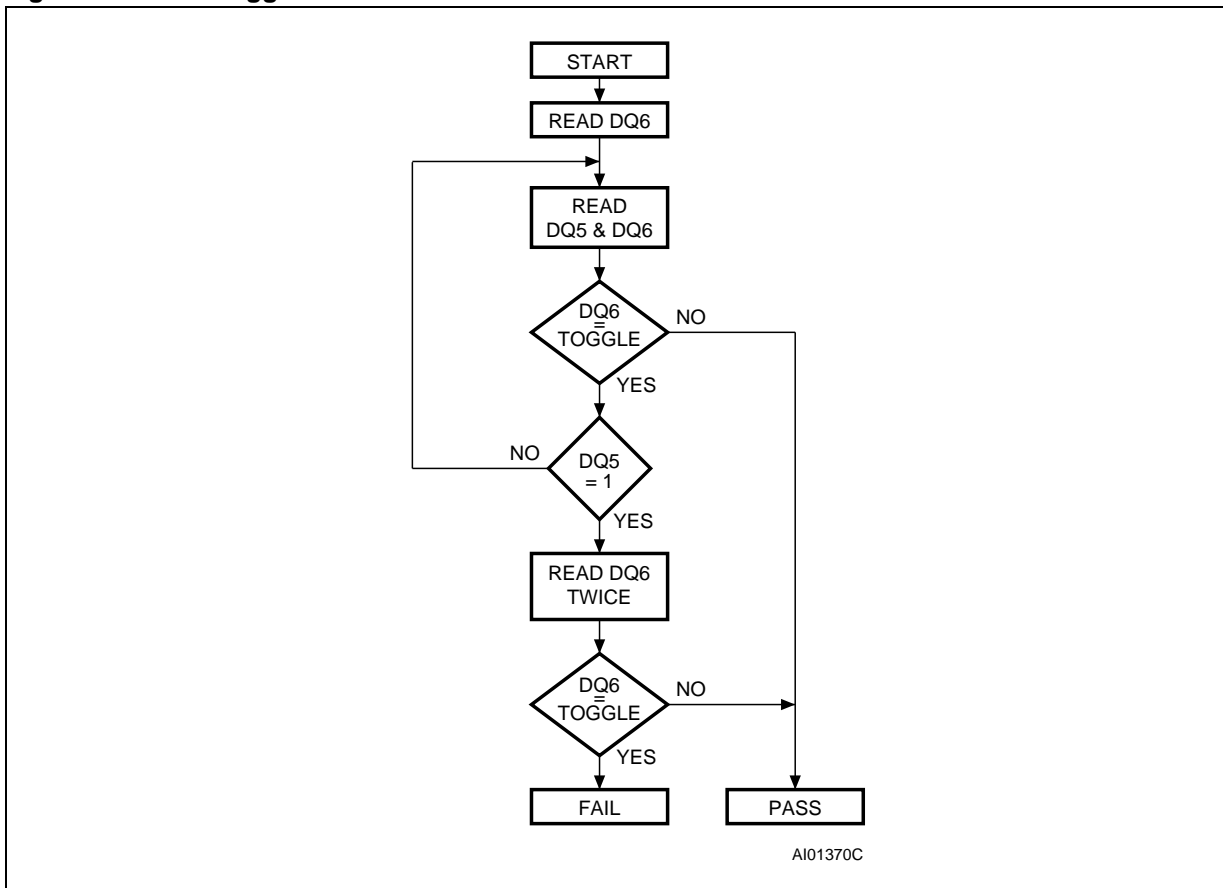 START
READ DQ6
READ
DQ5 & DQ6
DQ6
=
TOGGLE
NO
YES
NO
DQ5
= 1
YES
READ DQ6
TWICE
DQ6
=
TOGGLE
NO
YES
FAIL
PASS
AI01370C